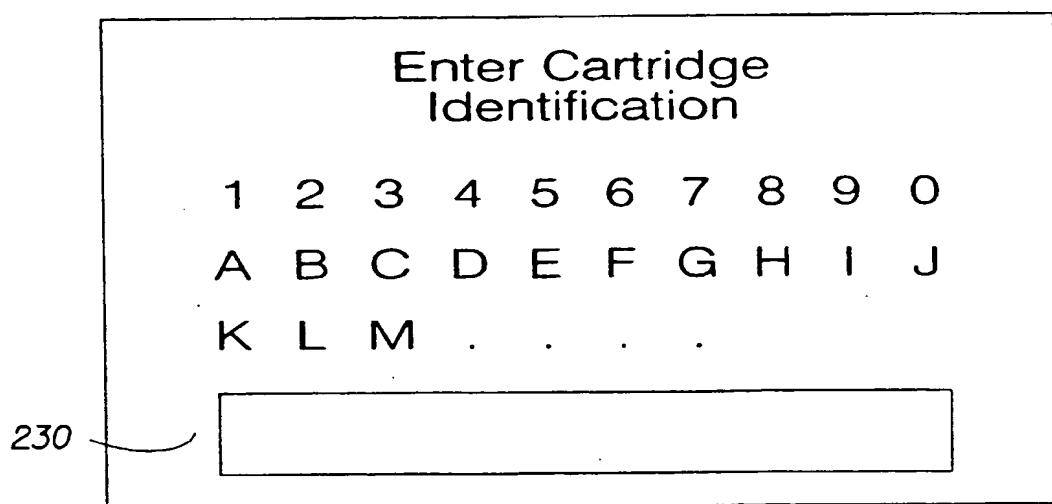 Enter Cartridge
Identification
1 2 3 4 5 6 7 8 9 0
A B C D E F G H I J
K L M . . . .
230